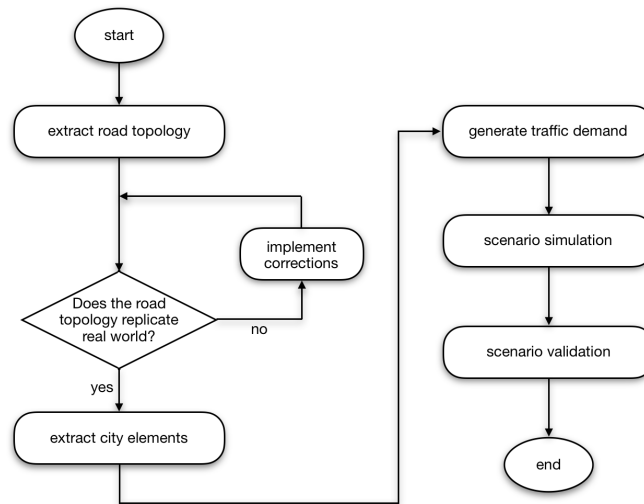 start
extract road topology
implement
corrections
Does the road
topology replicate
real world?
no
yes
extract city elements
generate traffic demand
scenario simulation
scenario validation
end